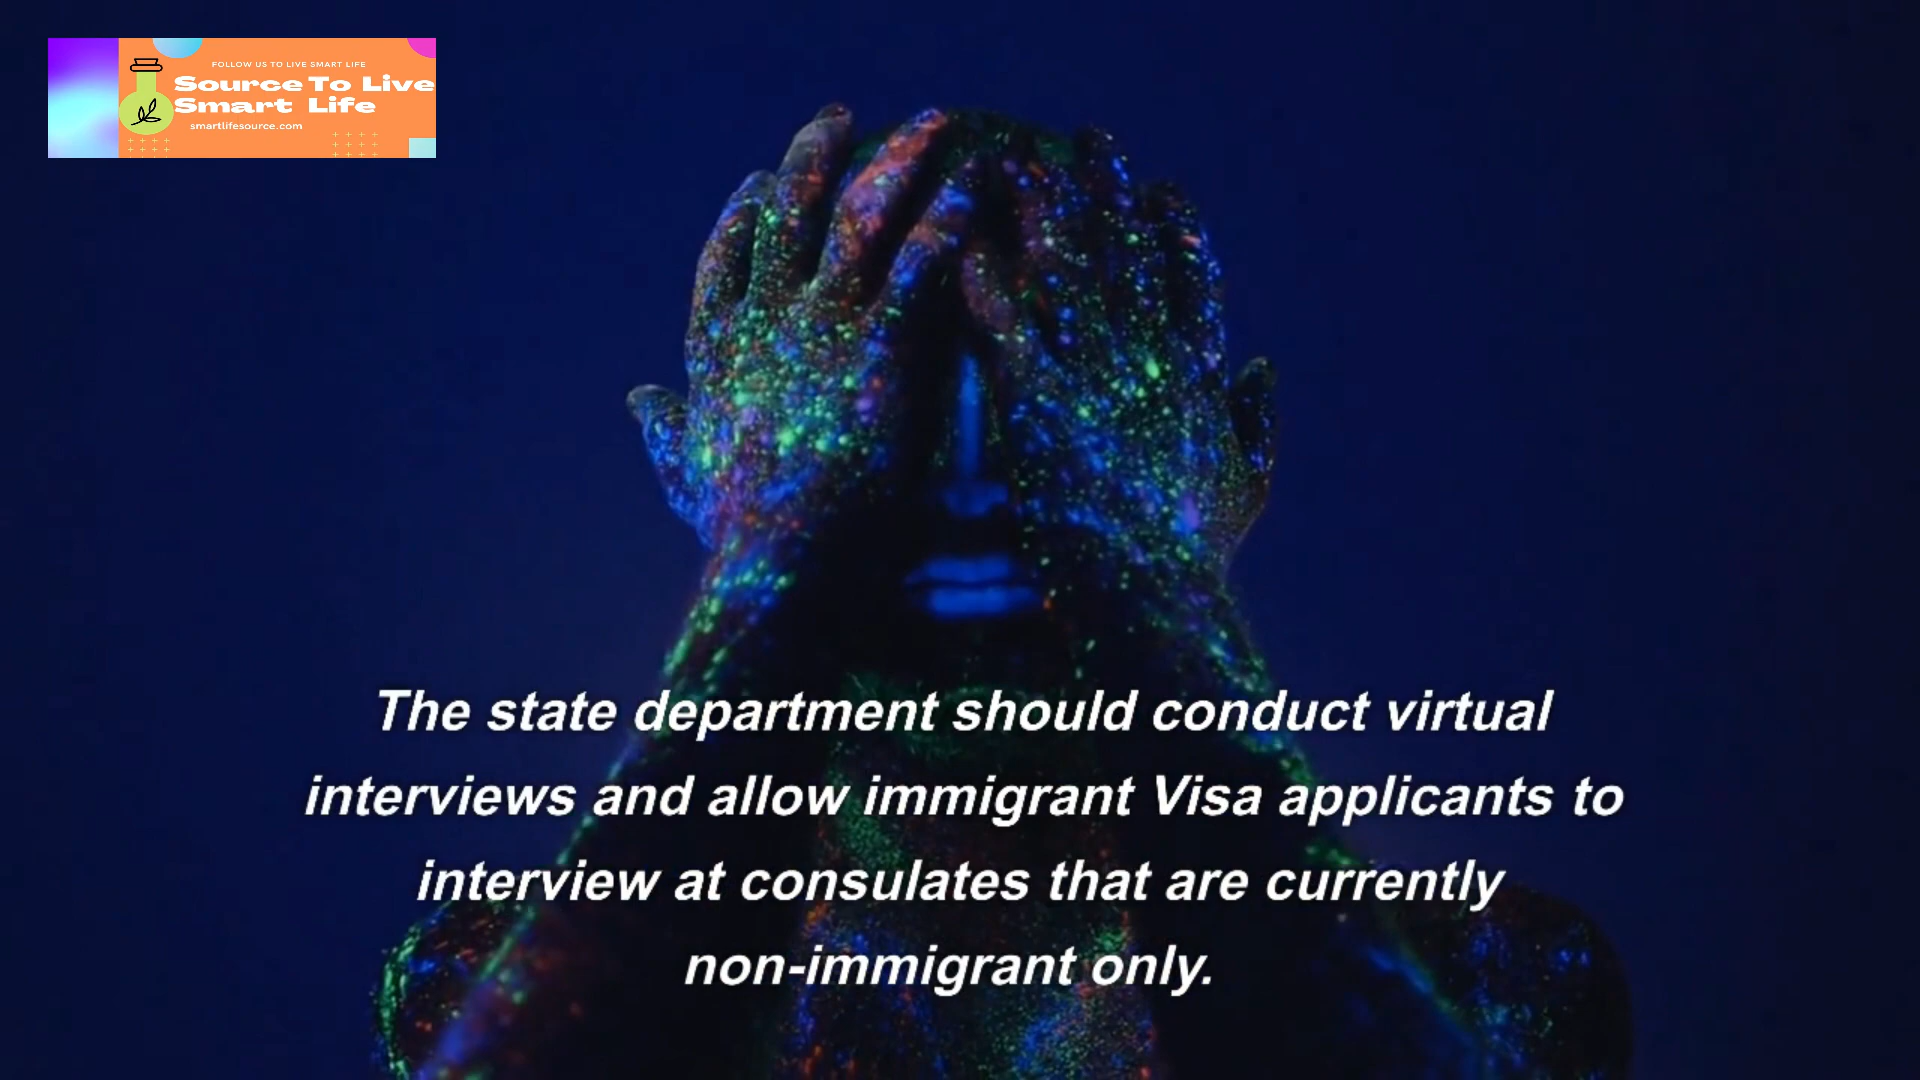 FOLLOW US TO LIVE SMART LIFE
Source To Live
Smart Life
smartlifesource.com
The state department should conduct virtual
interviews and allow immigrant Visa applicants to
interview at consulates that are currently
non-immigrant only.